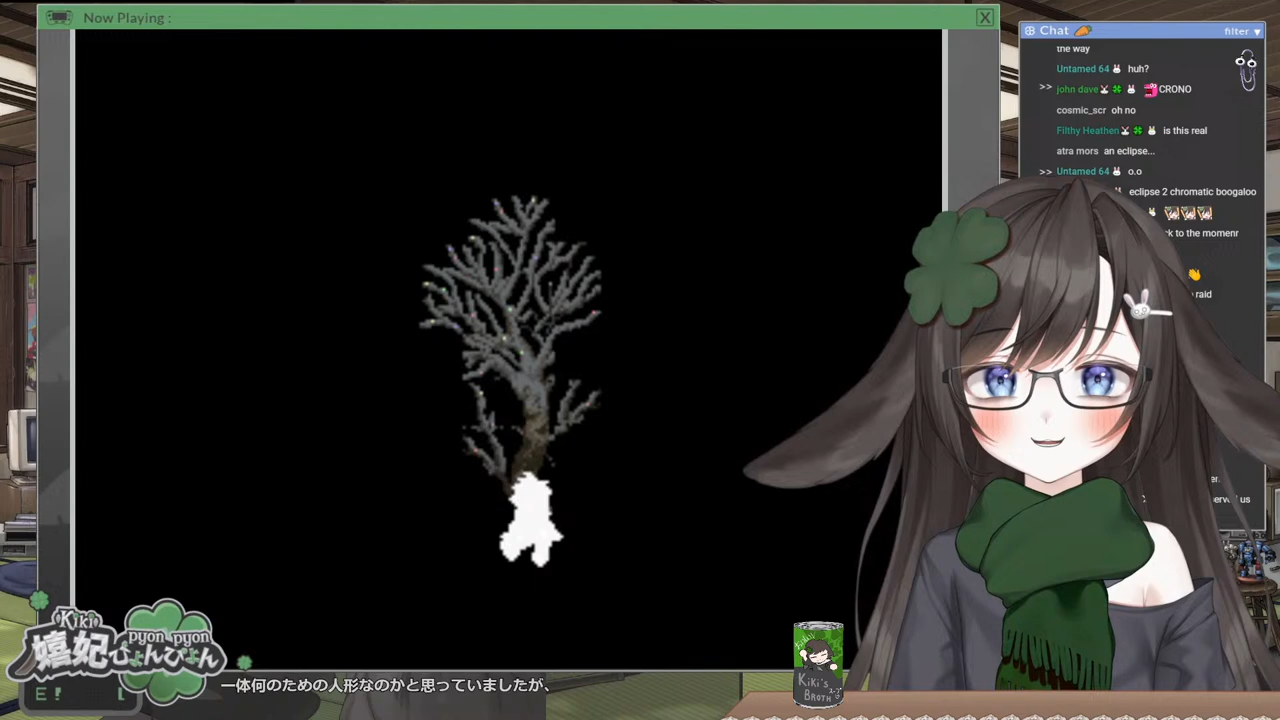 Now Playing :
X
Chat
filter ▼
the way
Untamed 64 huh?
>> john dave CRONO
cosmic_scr oh no
Filthy Heathen is this real
atra mors an eclipse...
>> Untamed 64 o.o
eclipse 2 chromatic boogaloo
ck to the momenr
raid
us
Kiki
pyon pyon
嬉妃ぴょんぴょん
E !
L
一体何のための人形なのかと思っていましたが、
Kiki's
Broth